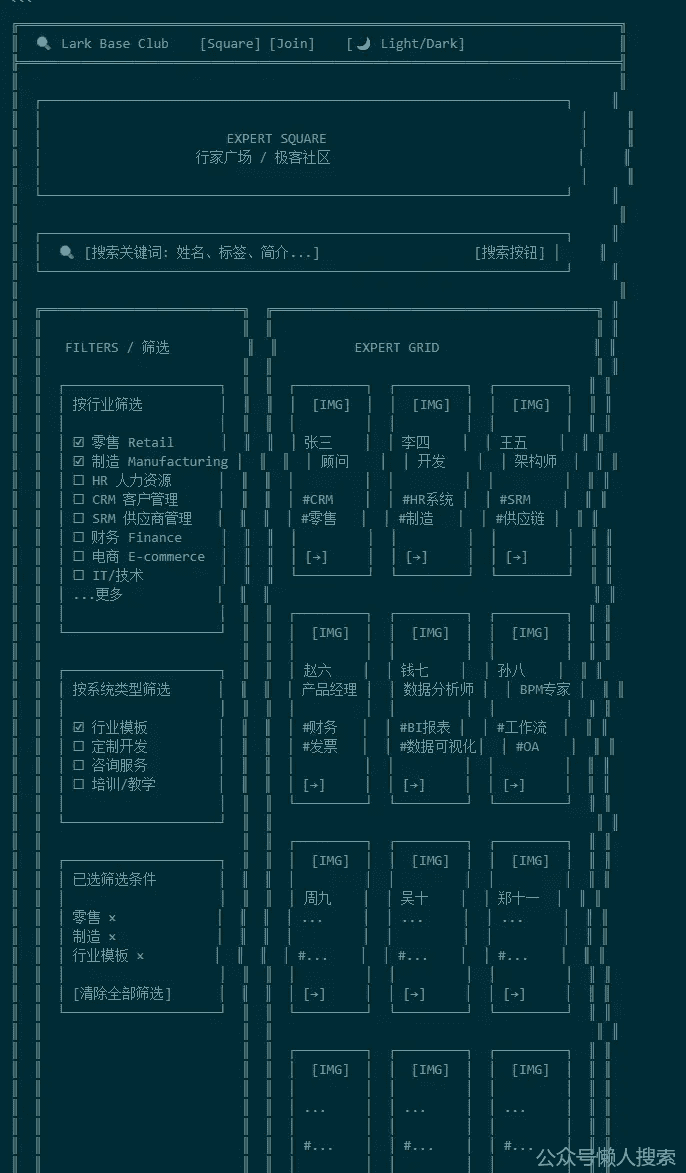 ```
🔍 Lark Base Club [Square] [Join] [🌙 Light/Dark]
EXPERT SQUARE
行家广场 / 极客社区
🔍 [搜索关键词: 姓名、标签、简介...] [搜索按钮]
FILTERS / 筛选
EXPERT GRID
按行业筛选
☑ 零售 Retail
☑ 制造 Manufacturing
☐ HR 人力资源
☐ CRM 客户管理
☐ SRM 供应商管理
☐ 财务 Finance
☐ 电商 E-commerce
☐ IT/技术
...更多
按系统类型筛选
☑ 行业模板
☐ 定制开发
☐ 咨询服务
☐ 培训/教学
已选筛选条件
零售 ×
制造 ×
行业模板 ×
[清除全部筛选]
[IMG] [IMG] [IMG]
张三 李四 王五
顾问 开发 架构师
#CRM #HR系统 #SRM
#零售 #制造 #供应链
[→] [→] [→]
[IMG] [IMG] [IMG]
赵六 钱七 孙八
产品经理 数据分析师 BPM专家
#财务 #BI报表 #工作流
#发票 #数据可视化 #OA
[→] [→] [→]
[IMG] [IMG] [IMG]
周九 吴十 郑十一
... ... ...
#... #... #...
[→] [→] [→]
[IMG] [IMG] [IMG]
... ... ...
#... #... #...
公众号懒人搜索